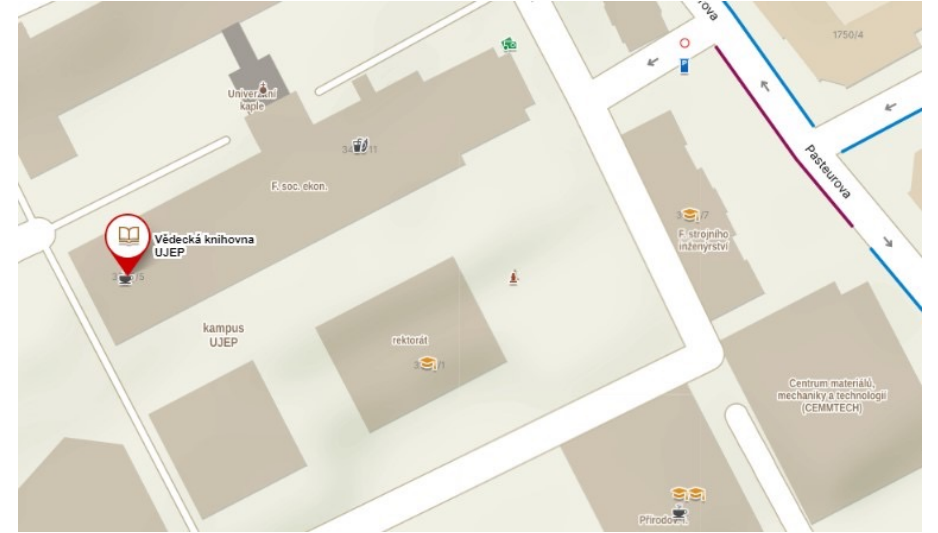 1750/4
Univerzitní
kaple
F. soc. ekon.
Pasteurova
F. strojního
inženýrství
Vědecká knihovna
UJEP
kampus
UJEP
rektorát
Centrum materiálů,
mechaniky a technologií
(CEMMTECH)